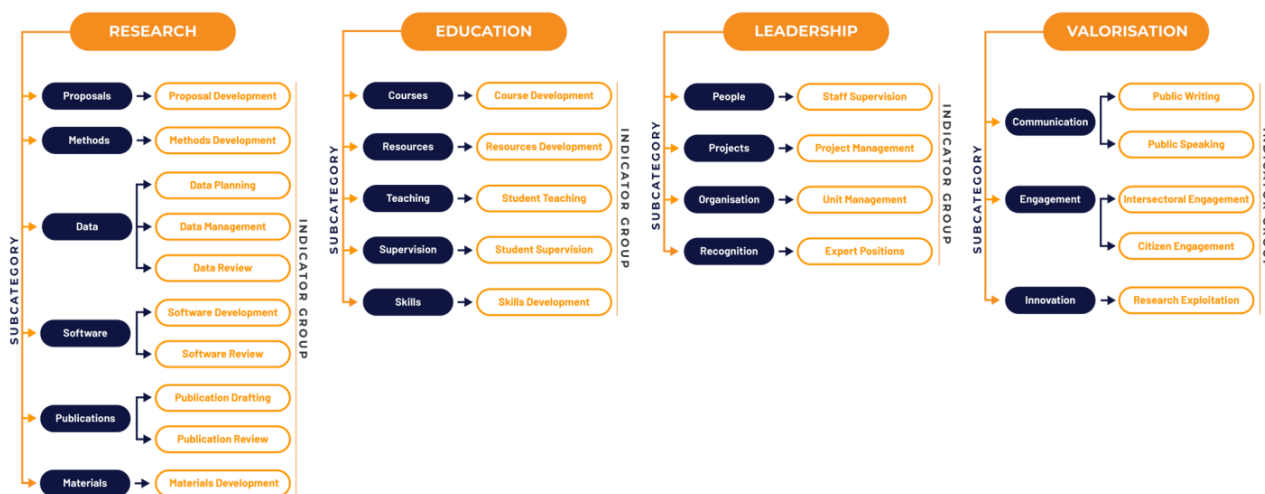 RESEARCH
SUBCATEGORY
Proposals
Proposal Development
Methods
Methods Development
Data
Data Planning
Data Management
Data Review
Software
Software Development
Software Review
Publications
Publication Drafting
Publication Review
Materials
Materials Development
INDICATOR GROUP
EDUCATION
SUBCATEGORY
Courses
Course Development
Resources
Resources Development
Teaching
Student Teaching
Supervision
Student Supervision
Skills
Skills Development
INDICATOR GROUP
LEADERSHIP
SUBCATEGORY
People
Staff Supervision
Projects
Project Management
Organisation
Unit Management
Recognition
Expert Positions
INDICATOR GROUP
VALORISATION
SUBCATEGORY
Communication
Public Writing
Public Speaking
Engagement
Intersectoral Engagement
Citizen Engagement
Innovation
Research Exploitation